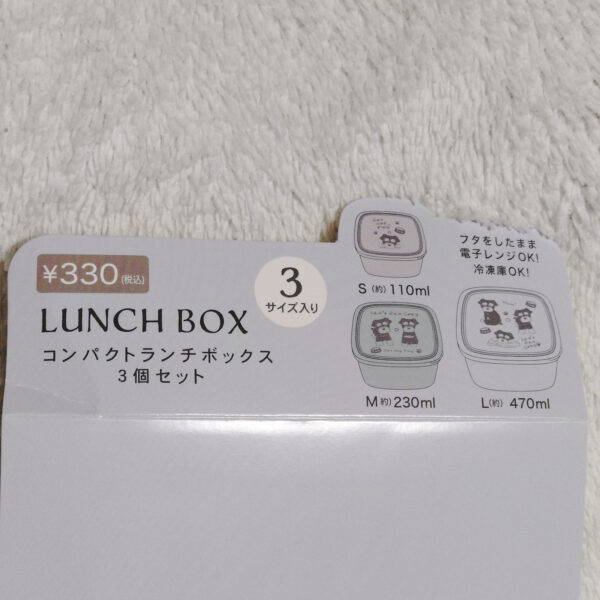 ¥330(税込)
LUNCH BOX
コンパクトランチボックス
3個セット
3
サイズ入り
フタをしたまま
電子レンジOK!
冷凍庫OK!
S(約)110ml
M(約)230ml
L(約)470ml